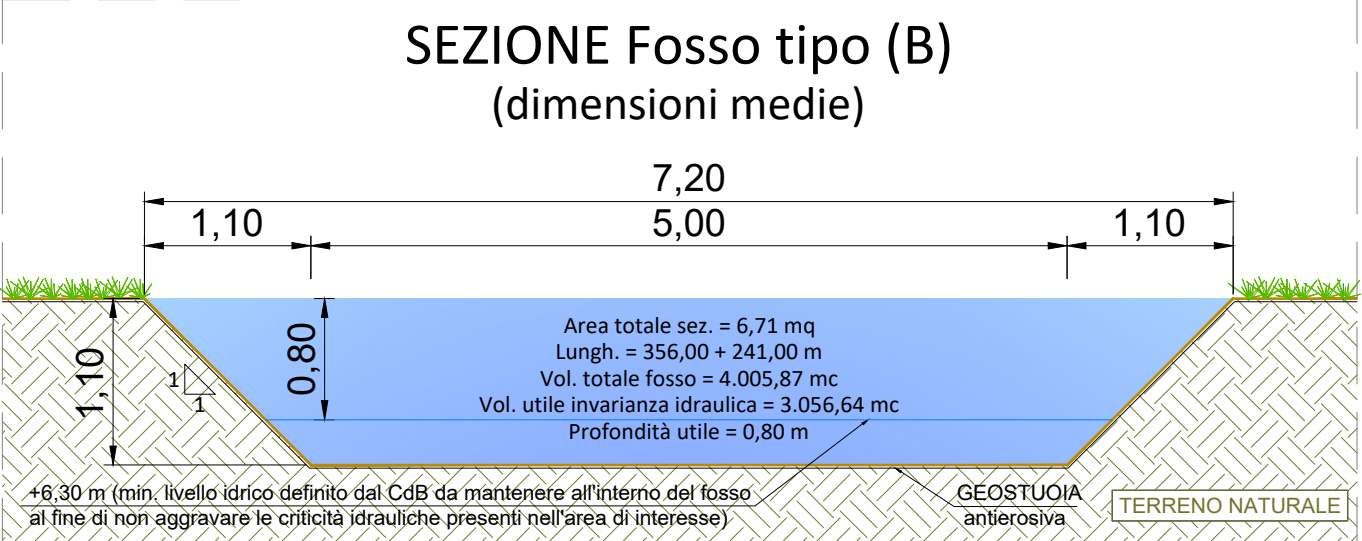 SEZIONE Fosso tipo (B)
(dimensioni medie)
7,20
1,10
5,00
1,10
1,10
0,80
1
1
Area totale sez. = 6,71 mq
Lungh. = 356,00 + 241,00 m
Vol. totale fosso = 4.005,87 mc
Vol. utile invarianza idraulica = 3.056,64 mc
Profondità utile = 0,80 m
+6,30 m (min. livello idrico definito dal CdB da mantenere all'interno del fosso
al fine di non aggravare le criticità idrauliche presenti nell'area di interesse)
GEOSTUOIA
antierosiva
TERRENO NATURALE